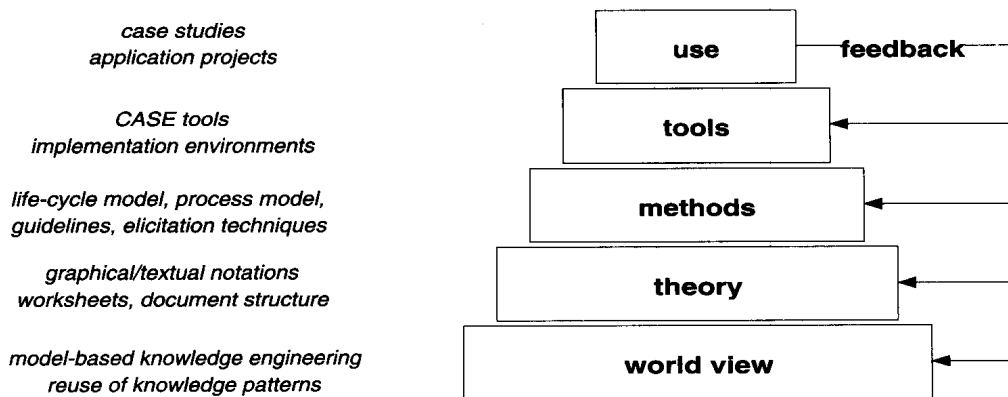 case studies
application projects
use
feedback
CASE tools
implementation environments
tools
life-cycle model, process model,
guidelines, elicitation techniques
methods
graphical/textual notations
worksheets, document structure
theory
model-based knowledge engineering
reuse of knowledge patterns
world view